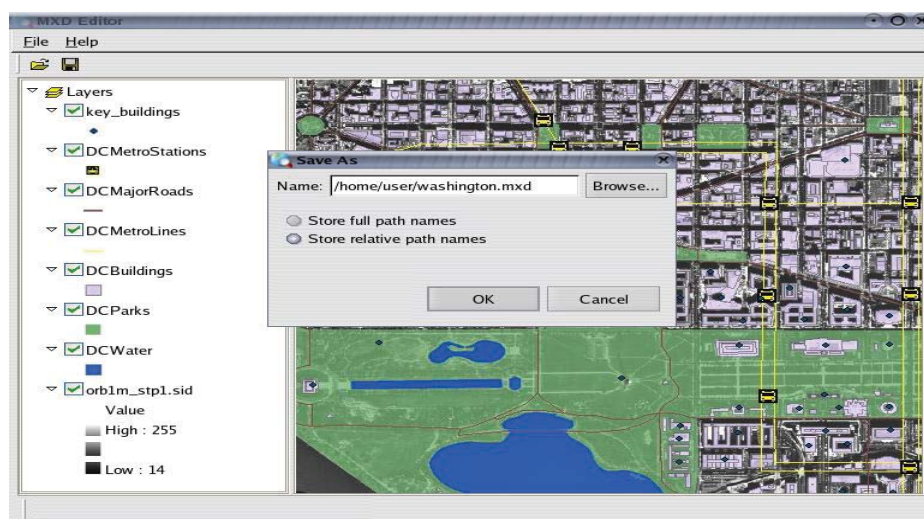 MXD Editor
File Help
Layers
key_buildings
DCMetroStations
DCMajorRoads
DCMetroLines
DCBuildings
DCParks
DCWater
orb1m_stp1.sid
Value
High : 255
Low : 14
Save As
Name: /home/user/washington.mxd Browse...
Store full path names
Store relative path names
OK Cancel